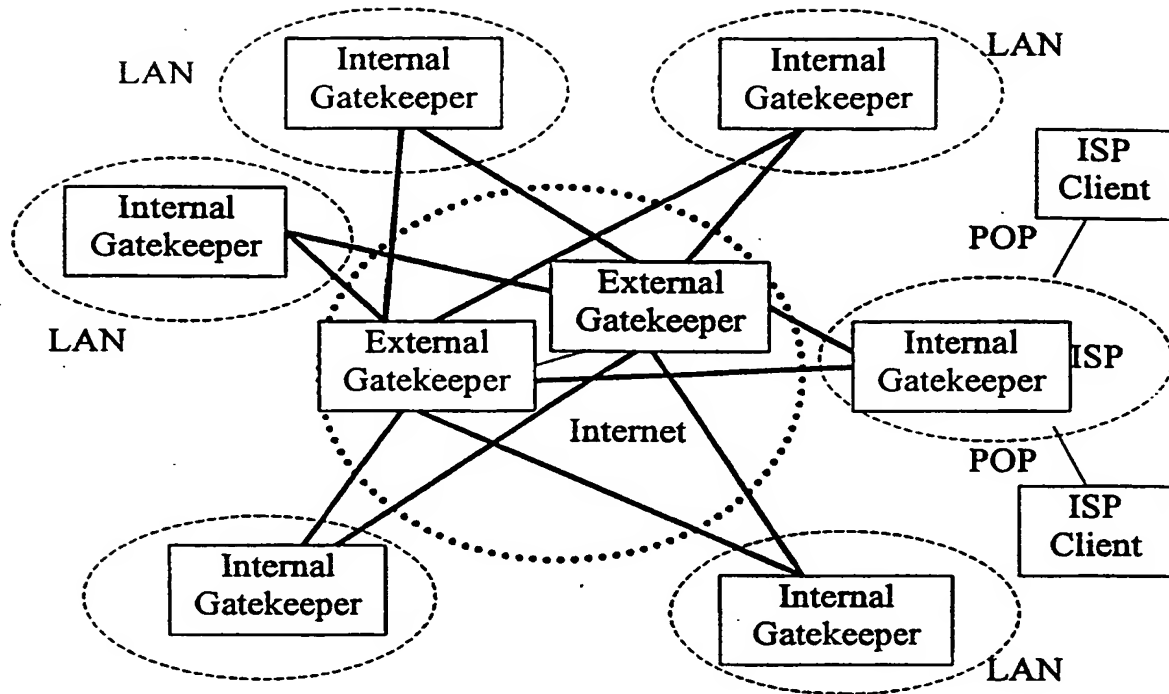 LAN
Internal
Gatekeeper
Internal
Gatekeeper
LAN
ISP
Client
Internal
Gatekeeper
LAN
POP
External
Gatekeeper
External
Gatekeeper
Internal
Gatekeeper
ISP
Internet
POP
ISP
Client
Internal
Gatekeeper
Internal
Gatekeeper
LAN